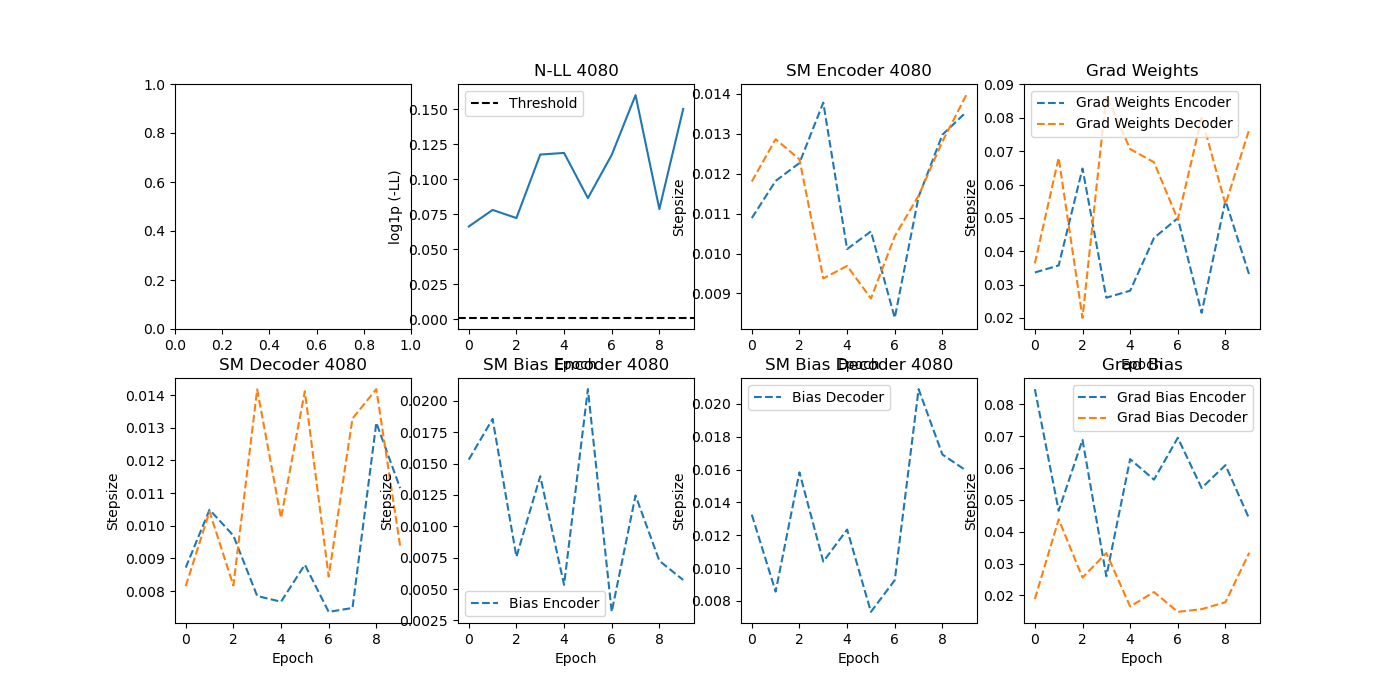 N-LL 4080
SM Encoder 4080
Grad Weights
1.0
0.8
0.6
0.4
0.2
0.0
0.0 0.2 0.4 0.6 0.8 1.0
log1p (-LL)
0.150
0.125
0.100
0.075
0.050
0.025
0.000
Threshold
0 2 4 6 8
Epoch
Stepsize
0.014
0.013
0.012
0.011
0.010
0.009
0 2 4 6 8
Epoch
Stepsize
0.09
0.08
0.07
0.06
0.05
0.04
0.03
0.02
Grad Weights Encoder
Grad Weights Decoder
0 2 4 6 8
Epoch
SM Decoder 4080
SM Bias Encoder 4080
SM Bias Decoder 4080
Grad Bias
Stepsize
0.014
0.013
0.012
0.011
0.010
0.009
0.008
0 2 4 6 8
Epoch
Stepsize
0.0200
0.0175
0.0150
0.0125
0.0100
0.0075
0.0050
0.0025
Bias Encoder
0 2 4 6 8
Epoch
Stepsize
0.020
0.018
0.016
0.014
0.012
0.010
0.008
Bias Decoder
0 2 4 6 8
Epoch
Stepsize
0.08
0.07
0.06
0.05
0.04
0.03
0.02
Grad Bias Encoder
Grad Bias Decoder
0 2 4 6 8
Epoch